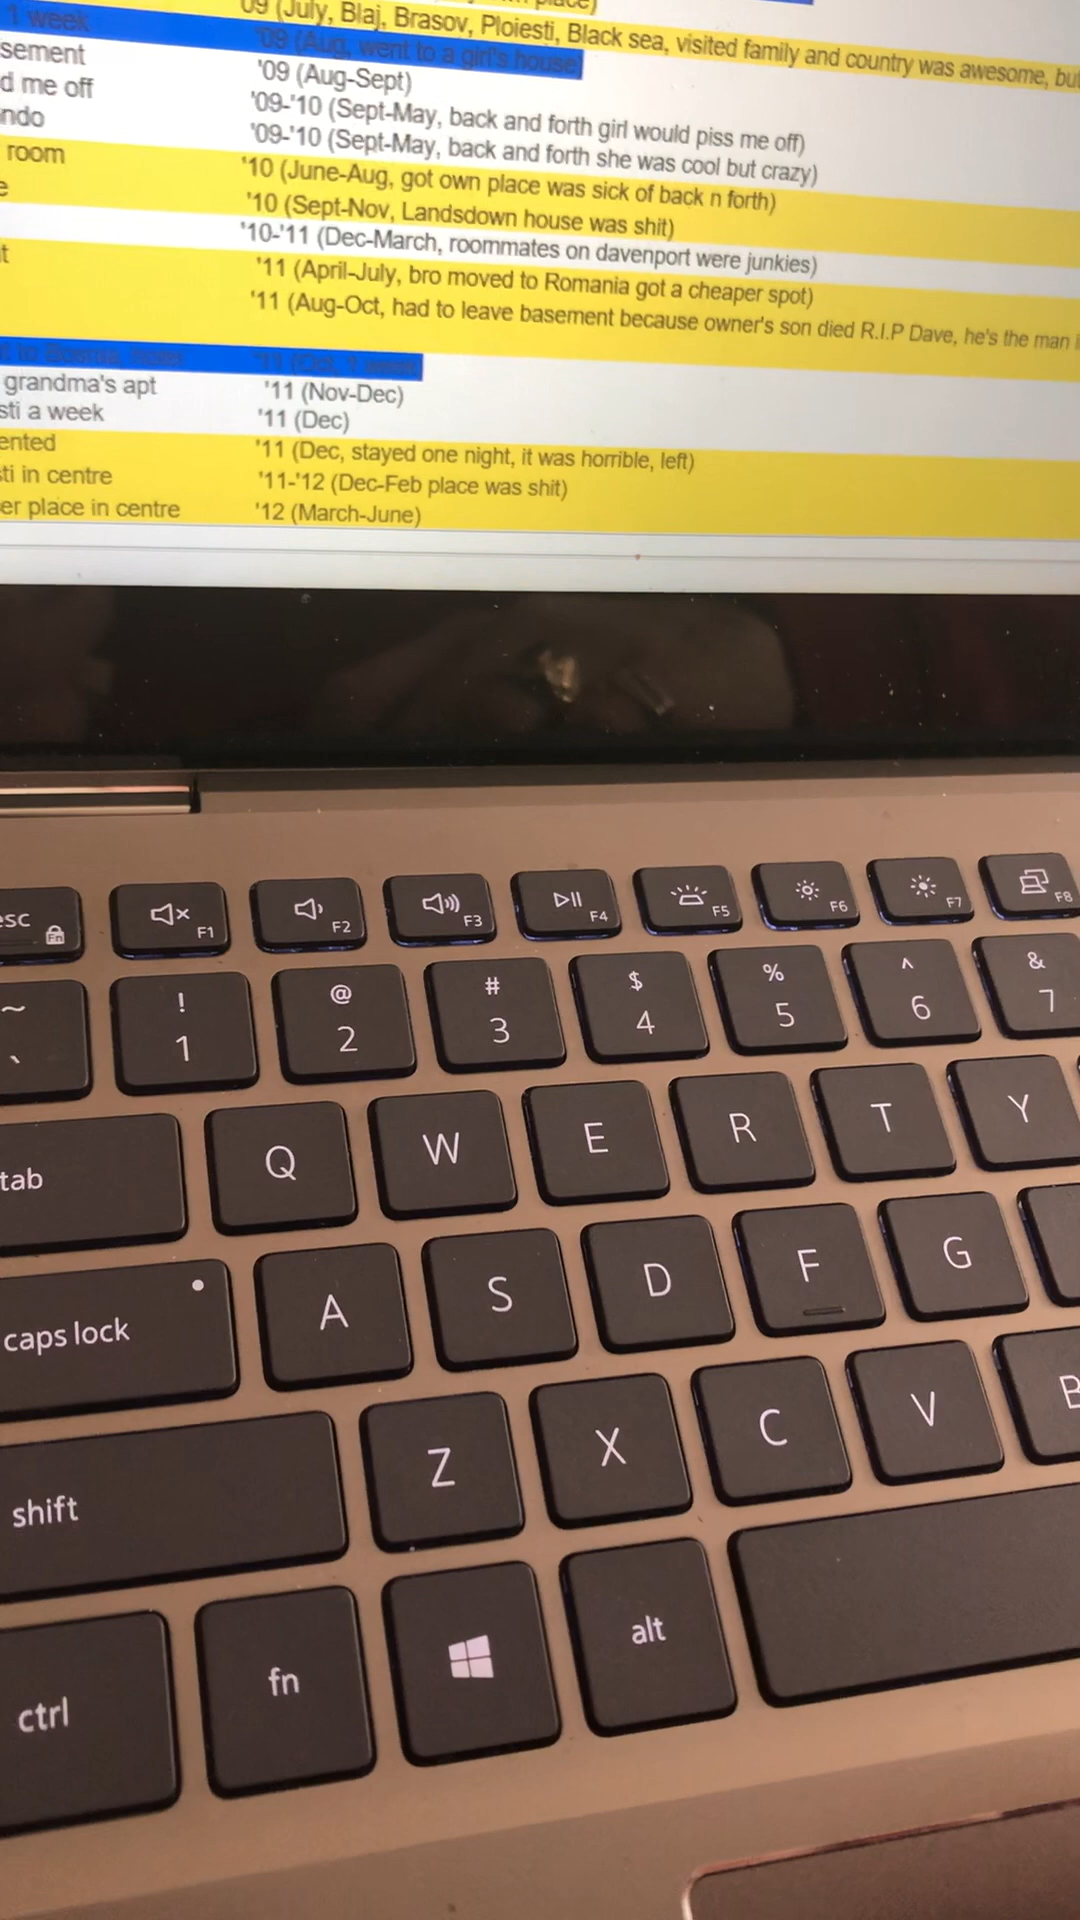 place)
09 (July, Blaj, Brasov, Ploiesti, Black sea, visited family and country was awesome, but
1 week '09 (Aug, went to a girl's house)
sement '09 (Aug-Sept)
d me off '09-'10 (Sept-May, back and forth girl would piss me off)
ndo '09-'10 (Sept-May, back and forth she was cool but crazy)
room '10 (June-Aug, got own place was sick of back n forth)
e '10 (Sept-Nov, Landsdown house was shit)
'10-'11 (Dec-March, roommates on davenport were junkies)
t '11 (April-July, bro moved to Romania got a cheaper spot)
'11 (Aug-Oct, had to leave basement because owner's son died R.I.P Dave, he's the man i
'11 (Oct, 1 week)
grandma's apt '11 (Nov-Dec)
sti a week '11 (Dec)
ented '11 (Dec, stayed one night, it was horrible, left)
sti in centre '11-'12 (Dec-Feb place was shit)
er place in centre '12 (March-June)
esc Fn F1 F2 F3 F4 F5 F6 F7 F8
~ ! @ # $ % ^ &
` 1 2 3 4 5 6 7
tab Q W E R T Y
caps lock A S D F G
shift Z X C V B
ctrl fn alt